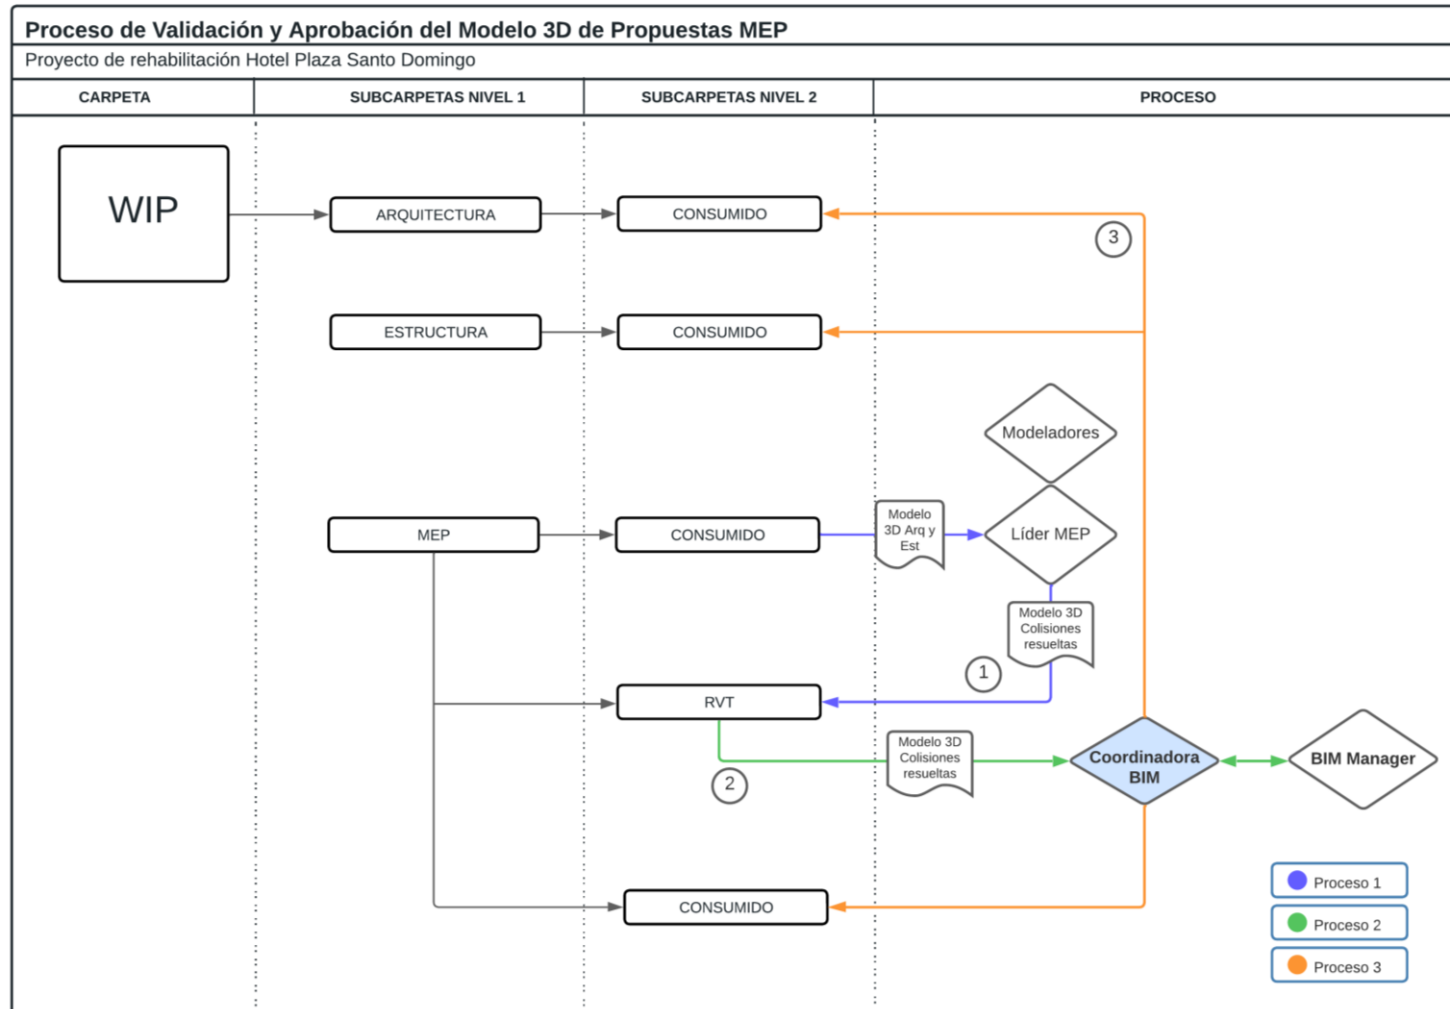 Proceso de Validación y Aprobación del Modelo 3D de Propuestas MEP
Proyecto de rehabilitación Hotel Plaza Santo Domingo
CARPETA
SUBCARPETAS NIVEL 1
SUBCARPETAS NIVEL 2
PROCESO
WIP
ARQUITECTURA
CONSUMIDO
3
ESTRUCTURA
CONSUMIDO
Modeladores
MEP
CONSUMIDO
Modelo
3D Arq y
Est
Líder MEP
Modelo 3D
Colisiones
resueltas
1
RVT
Modelo 3D
Colisiones
resueltas
2
Coordinadora
BIM
BIM Manager
CONSUMIDO
Proceso 1
Proceso 2
Proceso 3